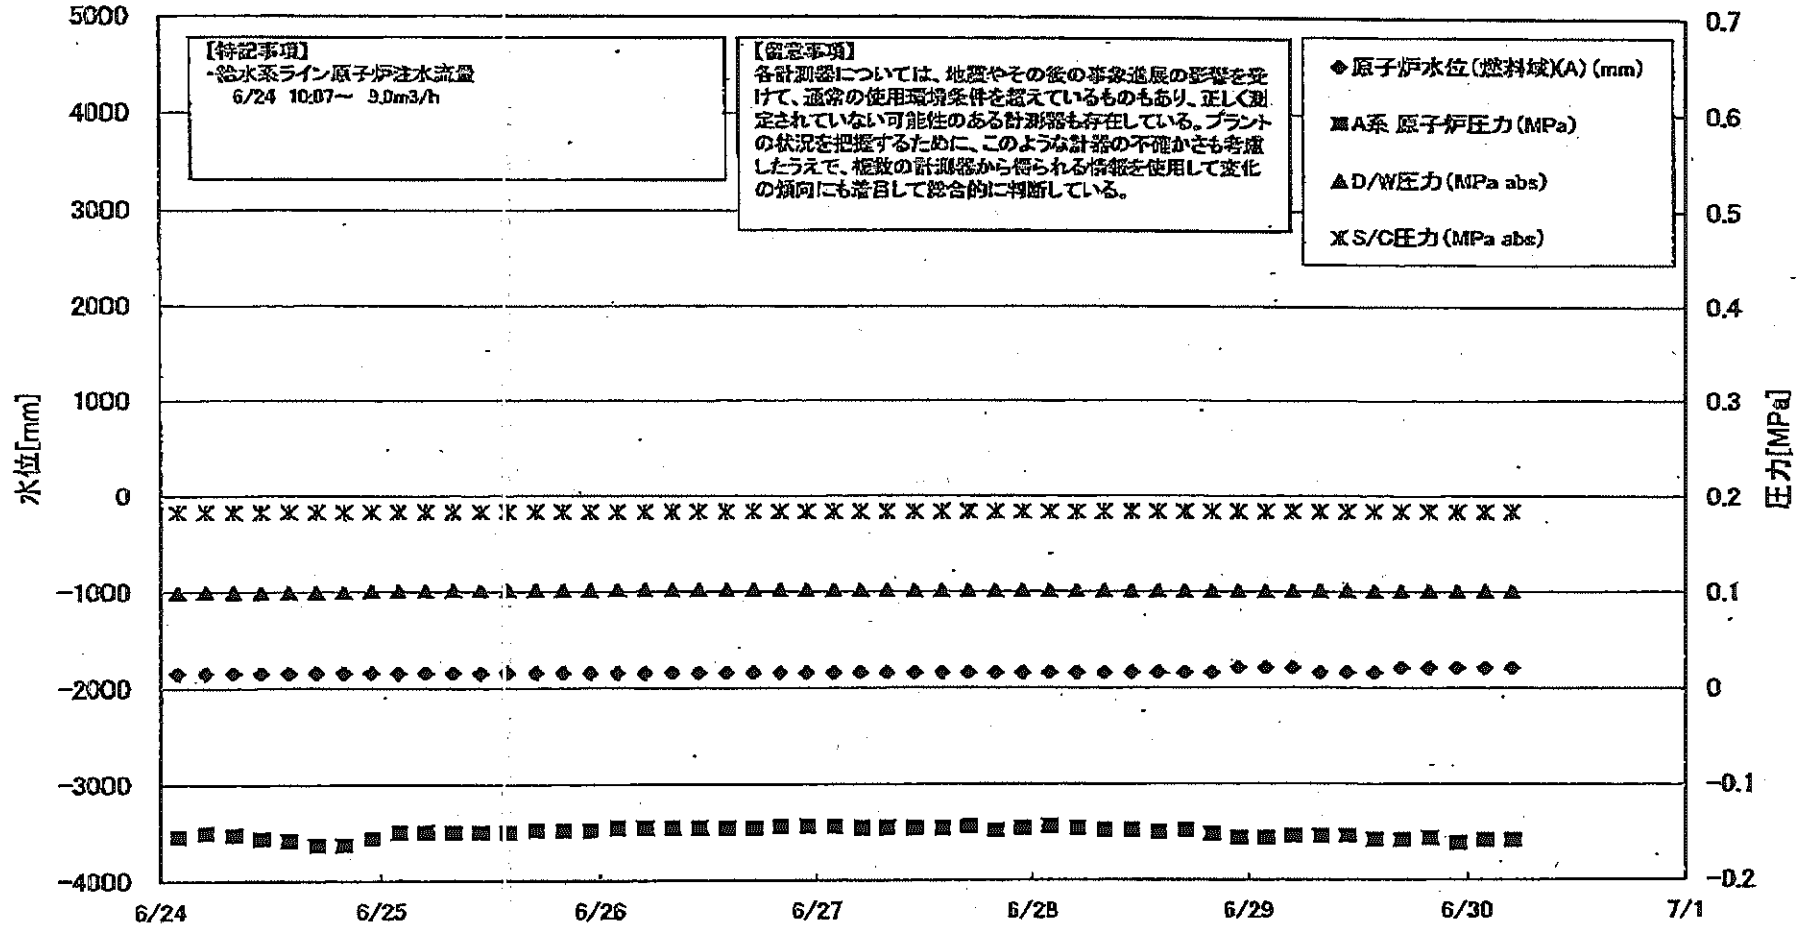 5000
4000
3000
2000
1000
0
-1000
-2000
-3000
-4000
水位[mm]
【特記事項】
・給水系ライン原子炉注水流量
6/24 10:07～ 9.0m3/h
【留意事項】
各計測器については、地震やその後の事象進展の影響を受
けて、通常の使用環境条件を超えているものもあり、正しく測
定されていない可能性のある計測器も存在している。プラント
の状況を把握するために、このような計器の不確かさも考慮
したうえで、複数の計測器から得られる情報を使用して変化
の傾向にも着目して総合的に判断している。
◆原子炉水位(燃料域)(A)(mm)
■A系 原子炉圧力(MPa)
▲D/W圧力(MPa abs)
ЖS/C圧力(MPa abs)
0.7
0.6
0.5
0.4
0.3
0.2
0.1
0
-0.1
-0.2
圧力[MPa]
6/24 6/25 6/26 6/27 6/28 6/29 6/30 7/1